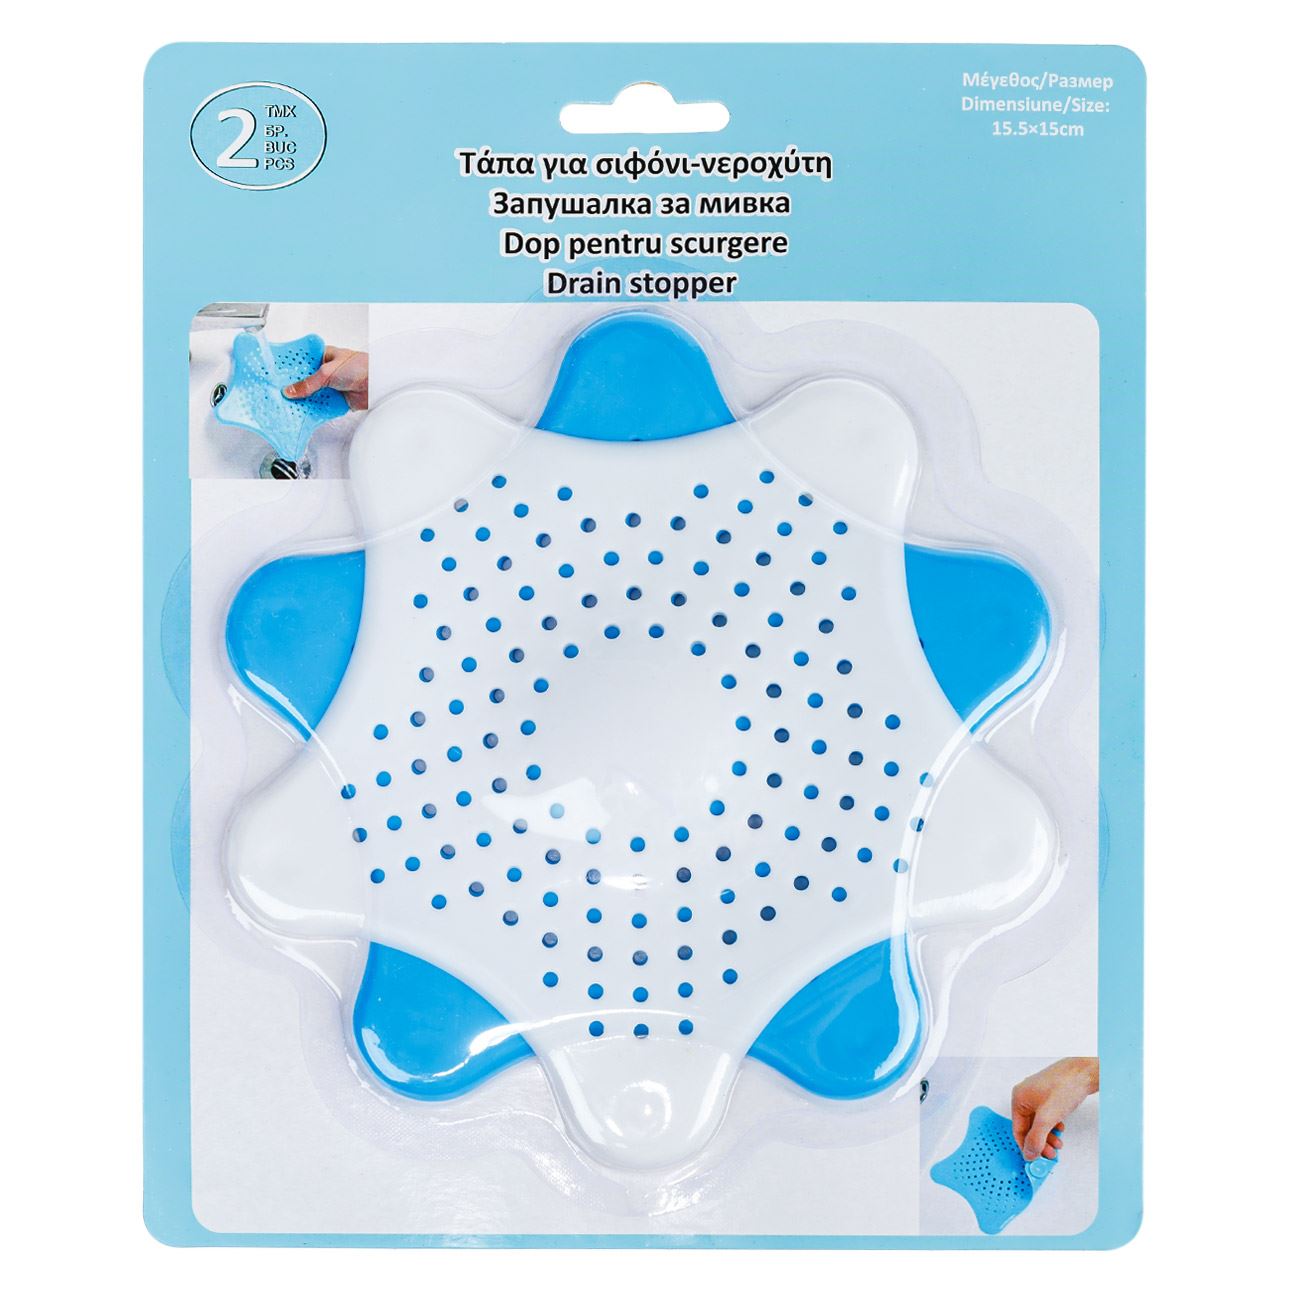 2 ΤΜΧ
БР.
BUC
PCS
Μέγεθος/Размер
Dimensiune/Size:
15.5×15cm
Τάπα για σιφόνι-νεροχύτη
Запушалка за мивка
Dop pentru scurgere
Drain stopper